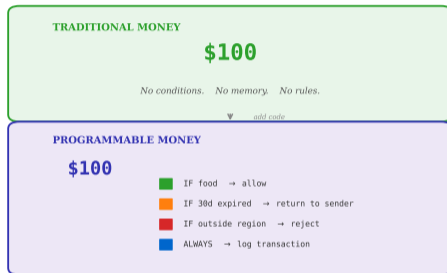 TRADITIONAL MONEY
$100
No conditions. No memory. No rules.
add code
PROGRAMMABLE MONEY
$100
IF food → allow
IF 30d expired → return to sender
IF outside region → reject
ALWAYS → log transaction